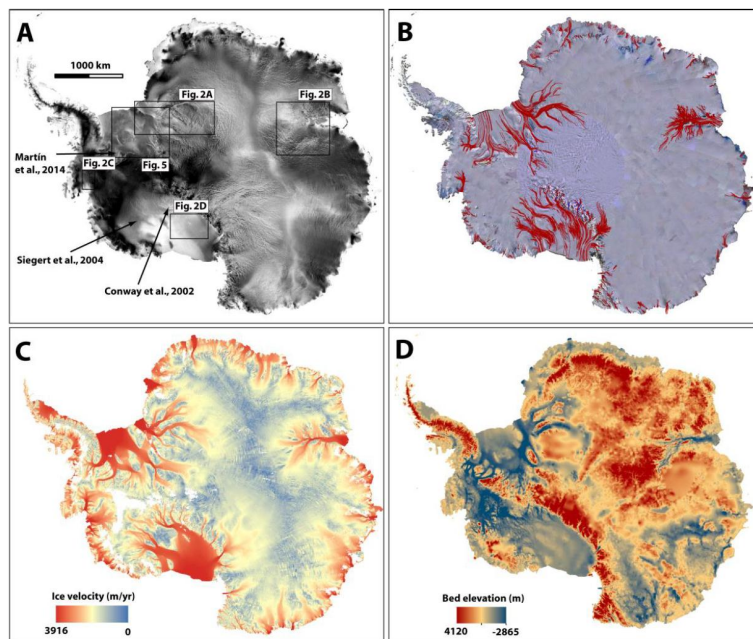 A
1000 km
Fig. 2A
Fig. 2B
Martín
et al., 2014
Fig. 2C
Fig. 5
Fig. 2D
Siegert et al., 2004
Conway et al. 2002
B
C
Ice velocity (m/yr)
3916
0
D
Bed elevation (m)
4120
-2865